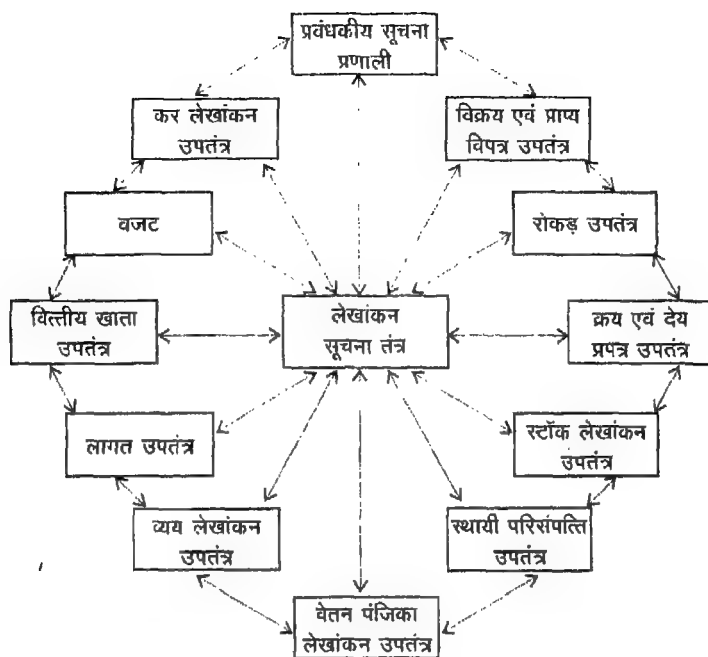 प्रवंधकीय सूचना
प्रणाली
कर लेखांकन
उपतंत्र
विक्रय एवं प्राप्य
विपत्र उपतंत्र
वजट
रोकड़ उपतंत्र
वित्तीय खाता
उपतंत्र
लेखांकन
सूचना तंत्र
क्रय एवं देय
प्रपत्र उपतंत्र
लागत उपतंत्र
स्टॉक लेखांकन
उपतंत्र
व्यय लेखांकन
उपतंत्र
स्थायी परिसंपत्ति
उपतंत्र
वेतन पंजिका
लेखांकन उपतंत्र